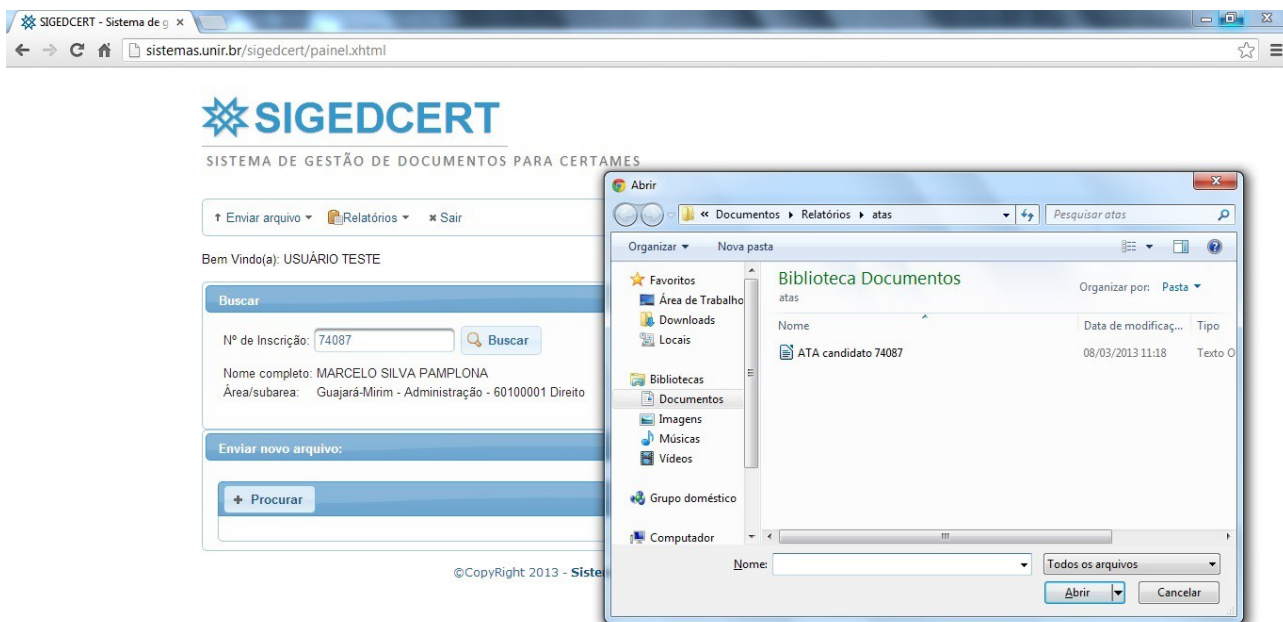 SIGEDCERT - Sistema de g
sistemas.unir.br/sigedcert/painel.xhtml
SIGEDCERT
SISTEMA DE GESTÃO DE DOCUMENTOS PARA CERTAMES
Enviar arquivo Relatórios Sair
Bem Vindo(a): USUÁRIO TESTE
Buscar
Nº de Inscrição: 74087 Buscar
Nome completo: MARCELO SILVA PAMPLONA
Área/subarea: Guajará-Mirim - Administração - 60100001 Direito
Enviar novo arquivo:
+ Procurar
©CopyRight 2013 - Siste
Abrir
« Documentos Relatórios atas Pesquisar atas
Organizar Nova pasta
Favoritos
Área de Trabalho
Downloads
Locais
Bibliotecas
Documentos
Imagens
Músicas
Vídeos
Grupo doméstico
Computador
Biblioteca Documentos
atas
Organizar por: Pasta
Nome Data de modificaç... Tipo
ATA candidato 74087 08/03/2013 11:18 Texto O
Nome: Todos os arquivos
Abrir Cancelar